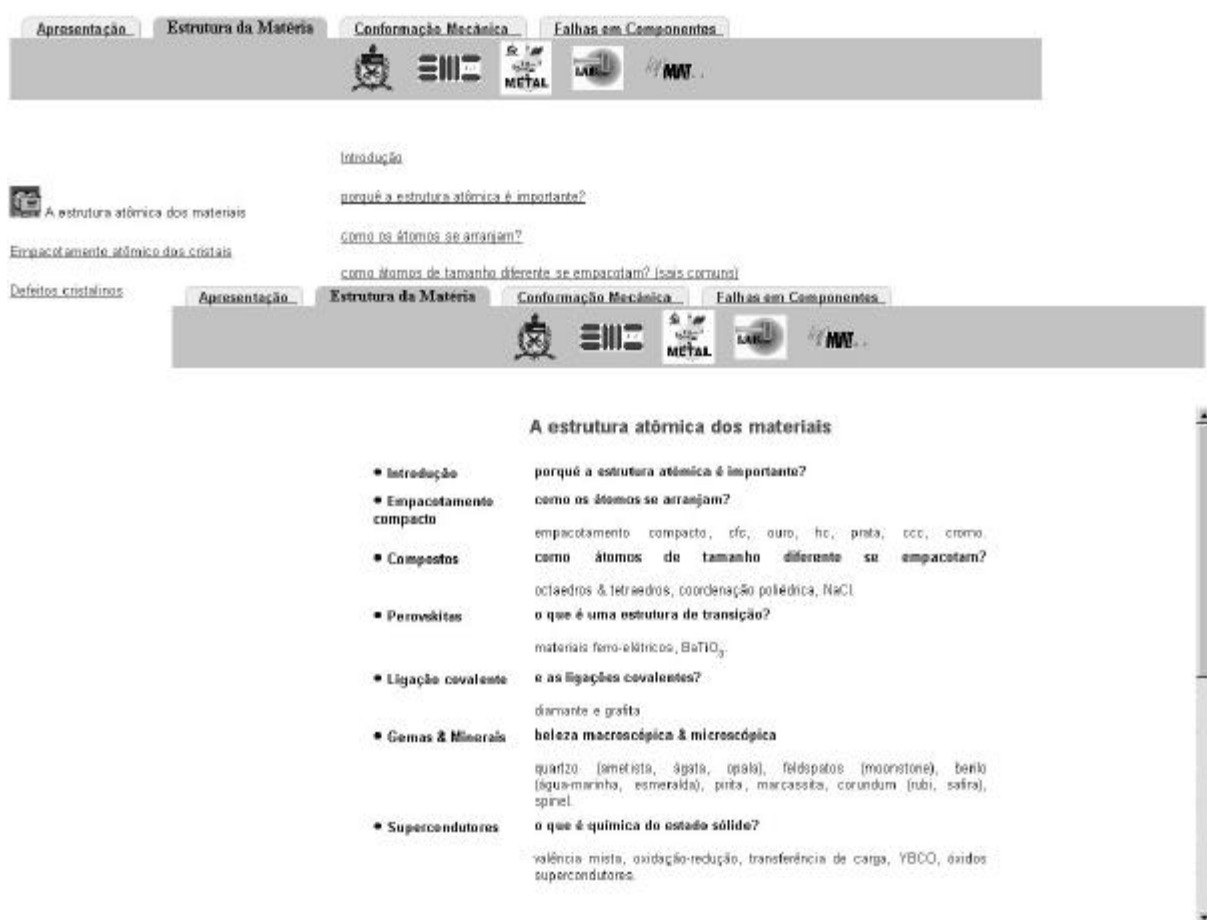 Apresentação Estrutura da Matéria Conformação Mecânica Falhas em Componentes
METAL LAB MAT
Introdução
porquê a estrutura atômica é importante?
A estrutura atômica dos materiais
como os átomos se arranjam?
Empacotamento atômico dos cristais
como átomos de tamanho diferente se empacotam? (sais comuns)
Defeitos cristalinos
Apresentação Estrutura da Matéria Conformação Mecânica Falhas em Componentes
METAL LAB MAT
A estrutura atômica dos materiais
• Introdução porquê a estrutura atômica é importante?
• Empacotamento compacto como os átomos se arranjam?
empacotamento compacto, cfc, ouro, hc, prata, ccc, cromo.
• Compostos como átomos de tamanho diferente se empacotam?
octaedros & tetraedros, coordenação poliédrica, NaCl.
• Perovskitas o que é uma estrutura de transição?
materiais ferro-elétricos, BaTiO3.
• Ligação covalente e as ligações covalentes?
diamante e grafita
• Gemas & Minerais beleza macroscópica & microscópica
quartzo (ametista, ágata, opala), feldspatos (moonstone), berilo
(água-marinha, esmeralda), pirita, marcassita, corundum (rubi, safira),
spinel.
• Supercondutores o que é química do estado sólido?
valência mista, oxidação-redução, transferência de carga, YBCO, óxidos
supercondutores.